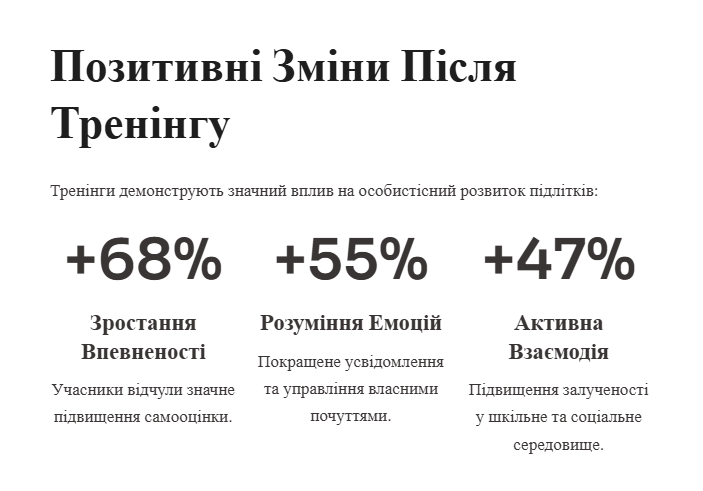 Позитивні Зміни Після
Тренінгу
Тренінги демонструють значний вплив на особистісний розвиток підлітків:
+68%
Зростання
Впевненості
Учасники відчули значне
підвищення самооцінки.
+55%
Розуміння Емоцій
Покращене усвідомлення
та управління власними
почуттями.
+47%
Активна
Взаємодія
Підвищення залученості
у шкільне та соціальне
середовище.